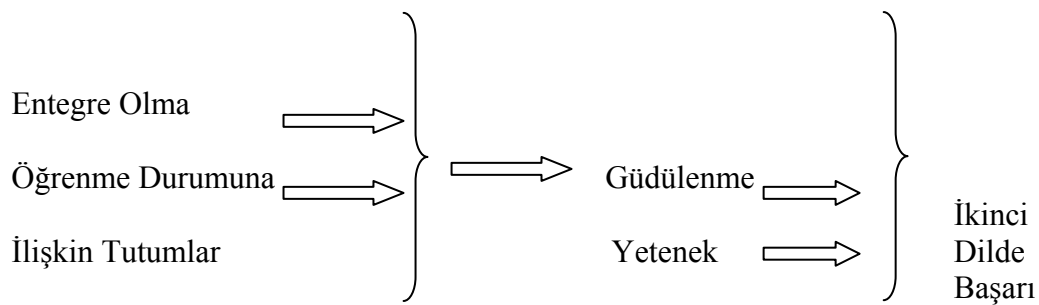 Entegre Olma
Öğrenme Durumuna
İlişkin Tutumlar
Güdülenme
Yetenek
İkinci
Dilde
Başarı